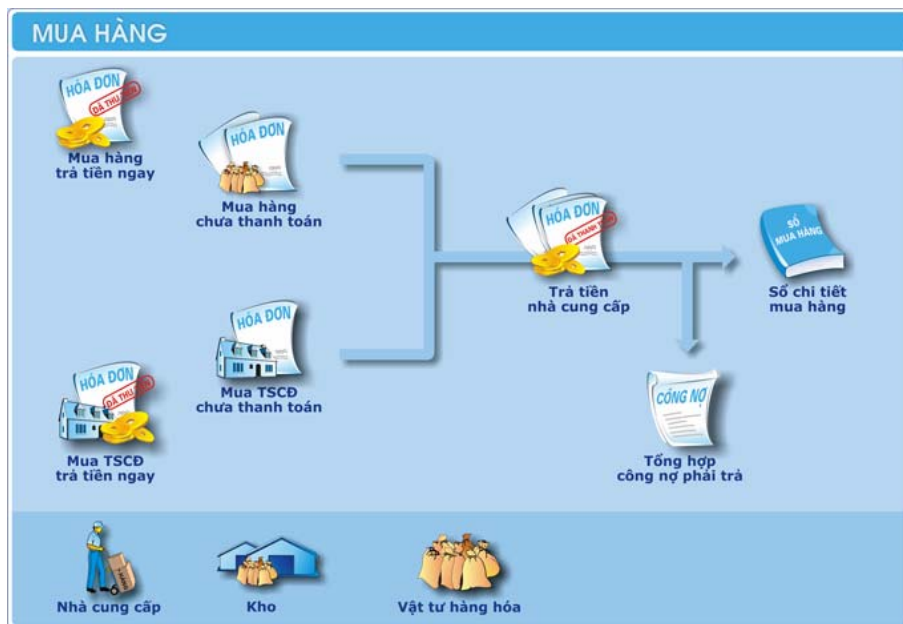 MUA HÀNG
HÓA ĐƠN
ĐÃ THU TIỀN
Mua hàng
trả tiền ngay
HÓA ĐƠN
Mua hàng
chưa thanh toán
HÓA ĐƠN
Trả tiền
nhà cung cấp
SỔ
MUA HÀNG
Sổ chi tiết
mua hàng
HÓA ĐƠN
Mua TSCĐ
chưa thanh toán
HÓA ĐƠN
Mua TSCĐ
trả tiền ngay
CÔNG NỢ
Tổng hợp
công nợ phải trả
Nhà cung cấp
Kho
Vật tư hàng hóa